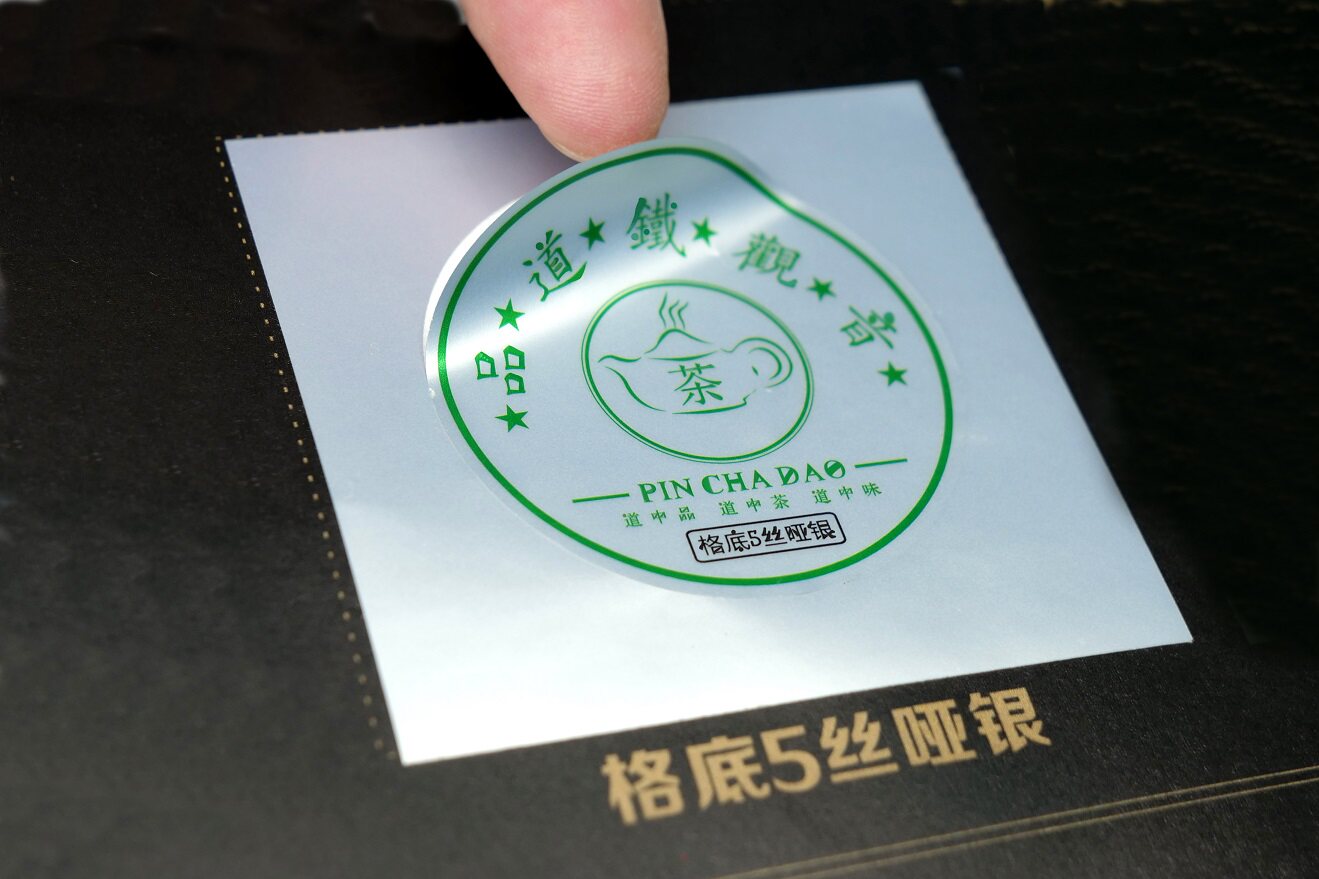 品★道★鐵★觀★音
茶
PIN CHA DAO
道中品 道中茶 道中味
格底5丝哑银
格底5丝哑银